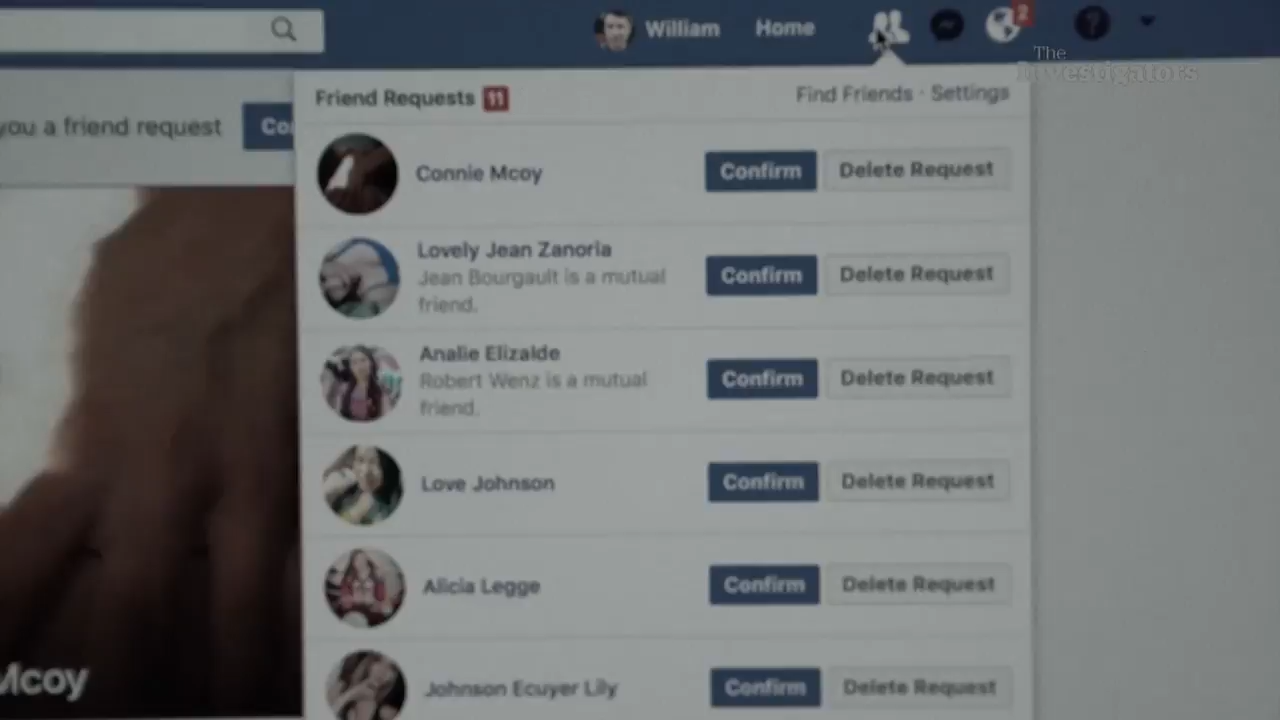 William Home 2
The
Investigators
Friend Requests 11 Find Friends · Settings
you a friend request
Connie Mcoy Confirm Delete Request
Lovely Jean Zanoria
Jean Bourgault is a mutual
friend.
Confirm Delete Request
Analie Elizalde
Robert Wenz is a mutual
friend.
Confirm Delete Request
Love Johnson Confirm Delete Request
Alicia Legge Confirm Delete Request
Mcoy
Johnson Ecuyer Lily Confirm Delete Request